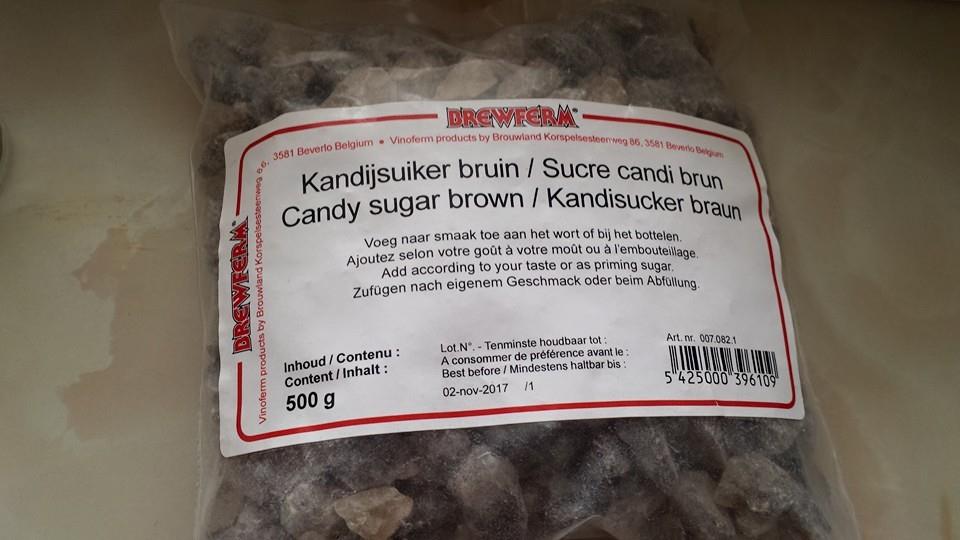 BREWFERM®
3581 Beverlo Belgium • Vinoferm products by Brouwland Korspelsesteenweg 86, 3581 Beverlo Belgium
BREWFERM®
Vinoferm products by Brouwland Korspelsesteenweg
Kandijsuiker bruin / Sucre candi brun
Candy sugar brown / Kandisucker braun
Voeg naar smaak toe aan het wort of bij het bottelen.
Ajoutez selon votre goût à votre moût ou à l'embouteillage.
Add according to your taste or as priming sugar.
Zufügen nach eigenem Geschmack oder beim Abfüllung.
Inhoud / Contenu :
Content / Inhalt :
500 g
Lot.N°. - Tenminste houdbaar tot :
A consommer de préférence avant le :
Best before / Mindestens haltbar bis :
02-nov-2017 /1
Art. nr. 007.082.1
5 425000 396109